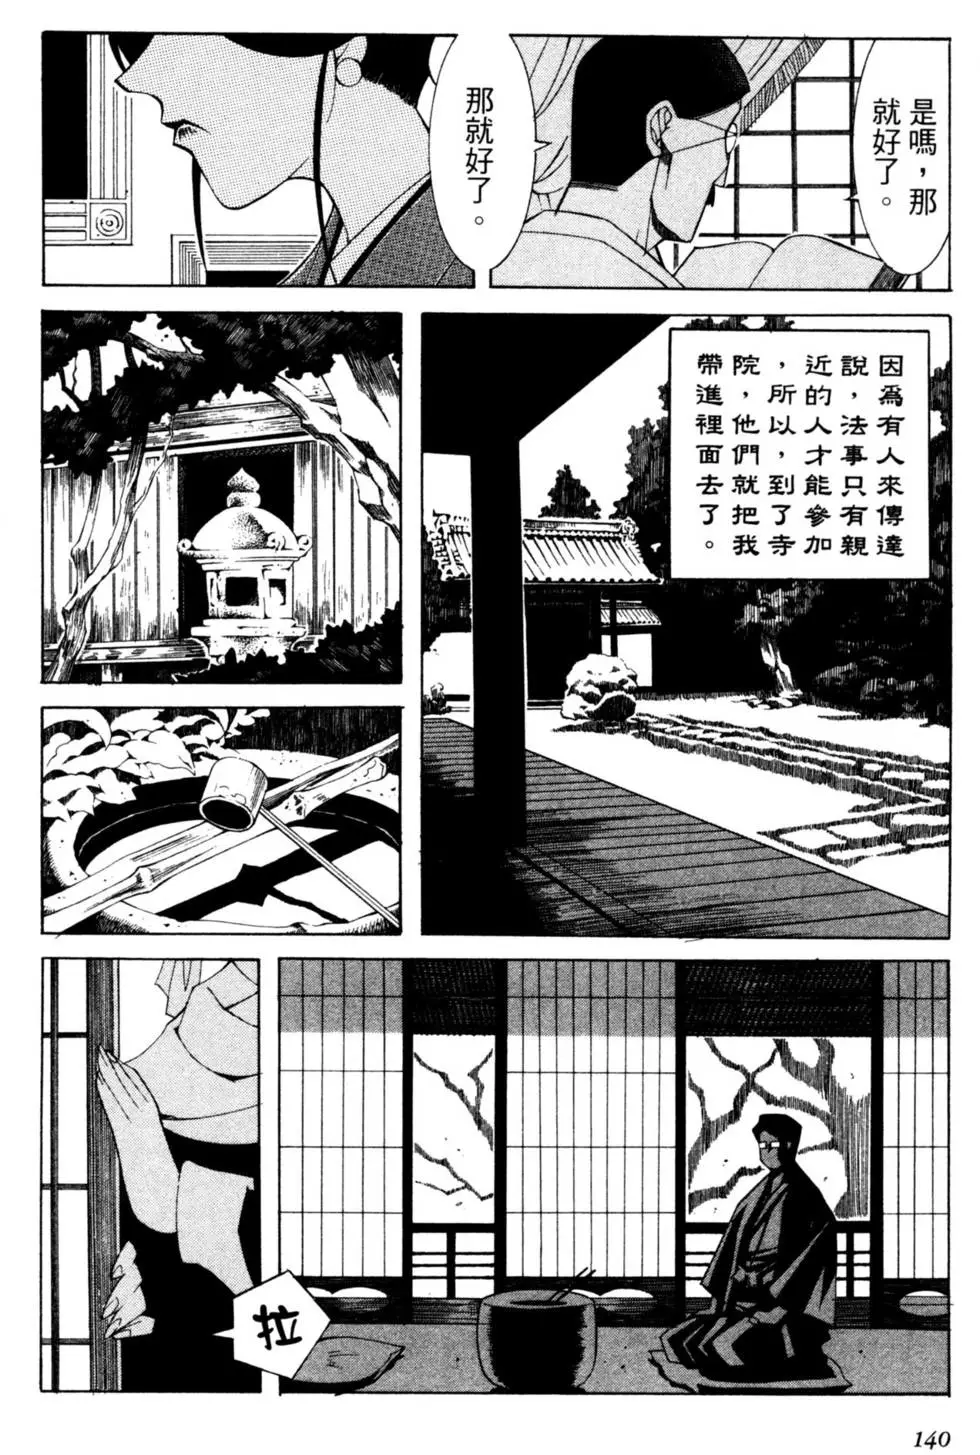 是嗎，那
就好了。
那就好了。
因為有人來傳達
說，法事只有親
近的人才能參加
，所以，到了寺
院，他們就把我
帶進裡面去了。
拉
140